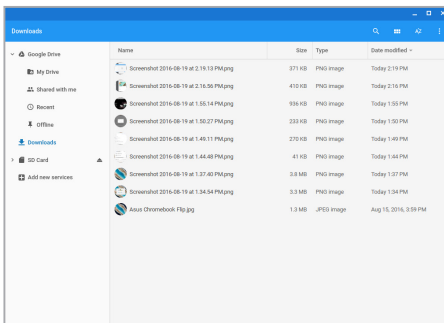 Downloads
AZ
Google Drive
My Drive
Shared with me
Recent
Offline
Downloads
SD Card
Add new services
Name Size Type Date modified
Screenshot 2016-08-19 at 2.19.13 PM.png 371 KB PNG image Today 2:19 PM
Screenshot 2016-08-19 at 2.16.56 PM.png 410 KB PNG image Today 2:16 PM
Screenshot 2016-08-19 at 1.55.14 PM.png 936 KB PNG image Today 1:55 PM
Screenshot 2016-08-19 at 1.50.27 PM.png 233 KB PNG image Today 1:50 PM
Screenshot 2016-08-19 at 1.49.11 PM.png 270 KB PNG image Today 1:49 PM
Screenshot 2016-08-19 at 1.44.48 PM.png 41 KB PNG image Today 1:44 PM
Screenshot 2016-08-19 at 1.37.40 PM.png 3.8 MB PNG image Today 1:37 PM
Screenshot 2016-08-19 at 1.34.54 PM.png 3.3 MB PNG image Today 1:34 PM
Asus Chromebook Flip.jpg 1.3 MB JPEG image Aug 15, 2016, 3:59 PM